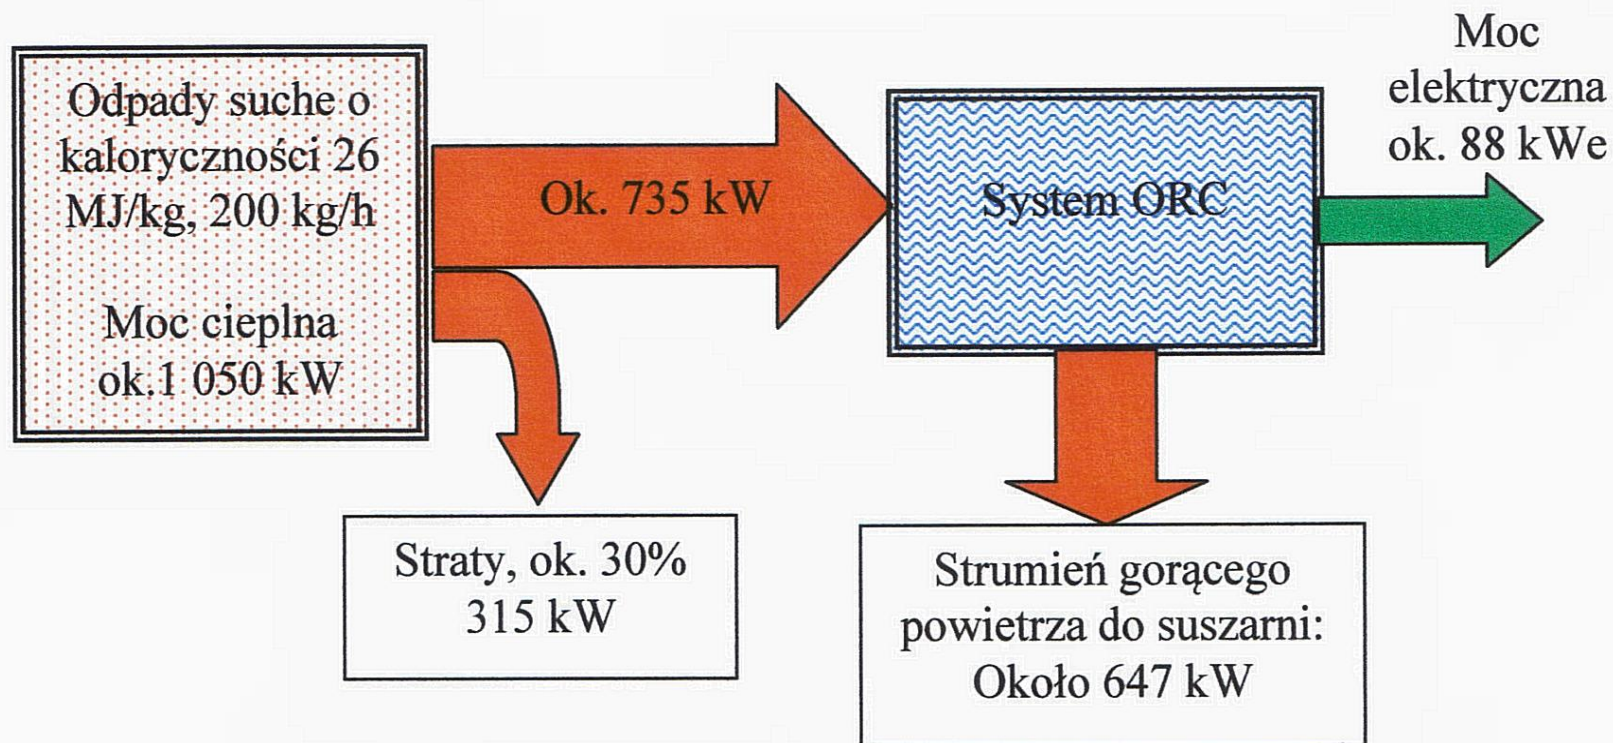 Odpady suche o
kaloryczności 26
MJ/kg, 200 kg/h
Moc cieplna
ok.1 050 kW
Ok. 735 kW
System ORC
Moc
elektryczna
ok. 88 kWe
Straty, ok. 30%
315 kW
Strumień gorącego
powietrza do suszarni:
Około 647 kW